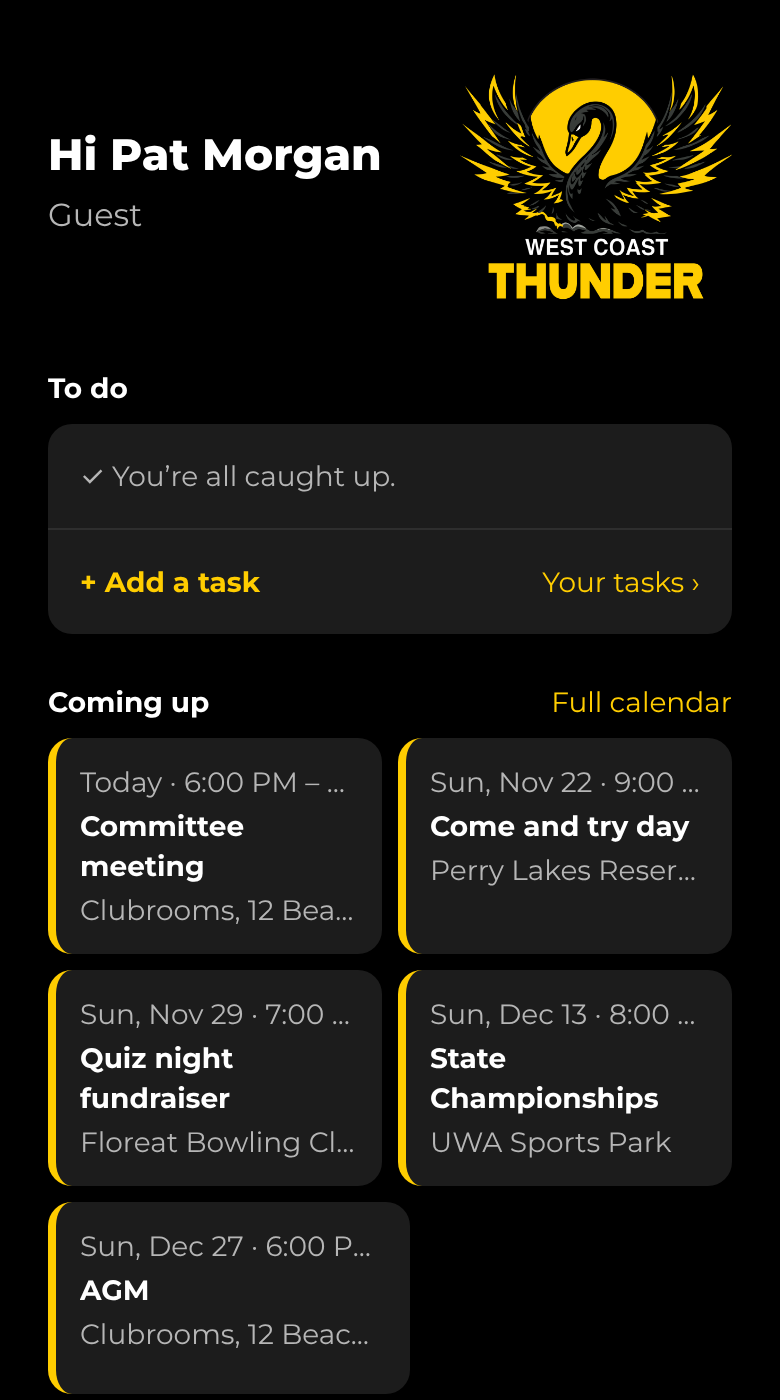 Hi Pat Morgan
Guest
WEST COAST
THUNDER
To do
✓ You’re all caught up.
+ Add a task
Your tasks ›
Coming up
Full calendar
Today · 6:00 PM – ...
Committee
meeting
Clubrooms, 12 Bea...
Sun, Nov 22 · 9:00 ...
Come and try day
Perry Lakes Reser...
Sun, Nov 29 · 7:00 ...
Quiz night
fundraiser
Floreat Bowling Cl...
Sun, Dec 13 · 8:00 ...
State
Championships
UWA Sports Park
Sun, Dec 27 · 6:00 P...
AGM
Clubrooms, 12 Beac...